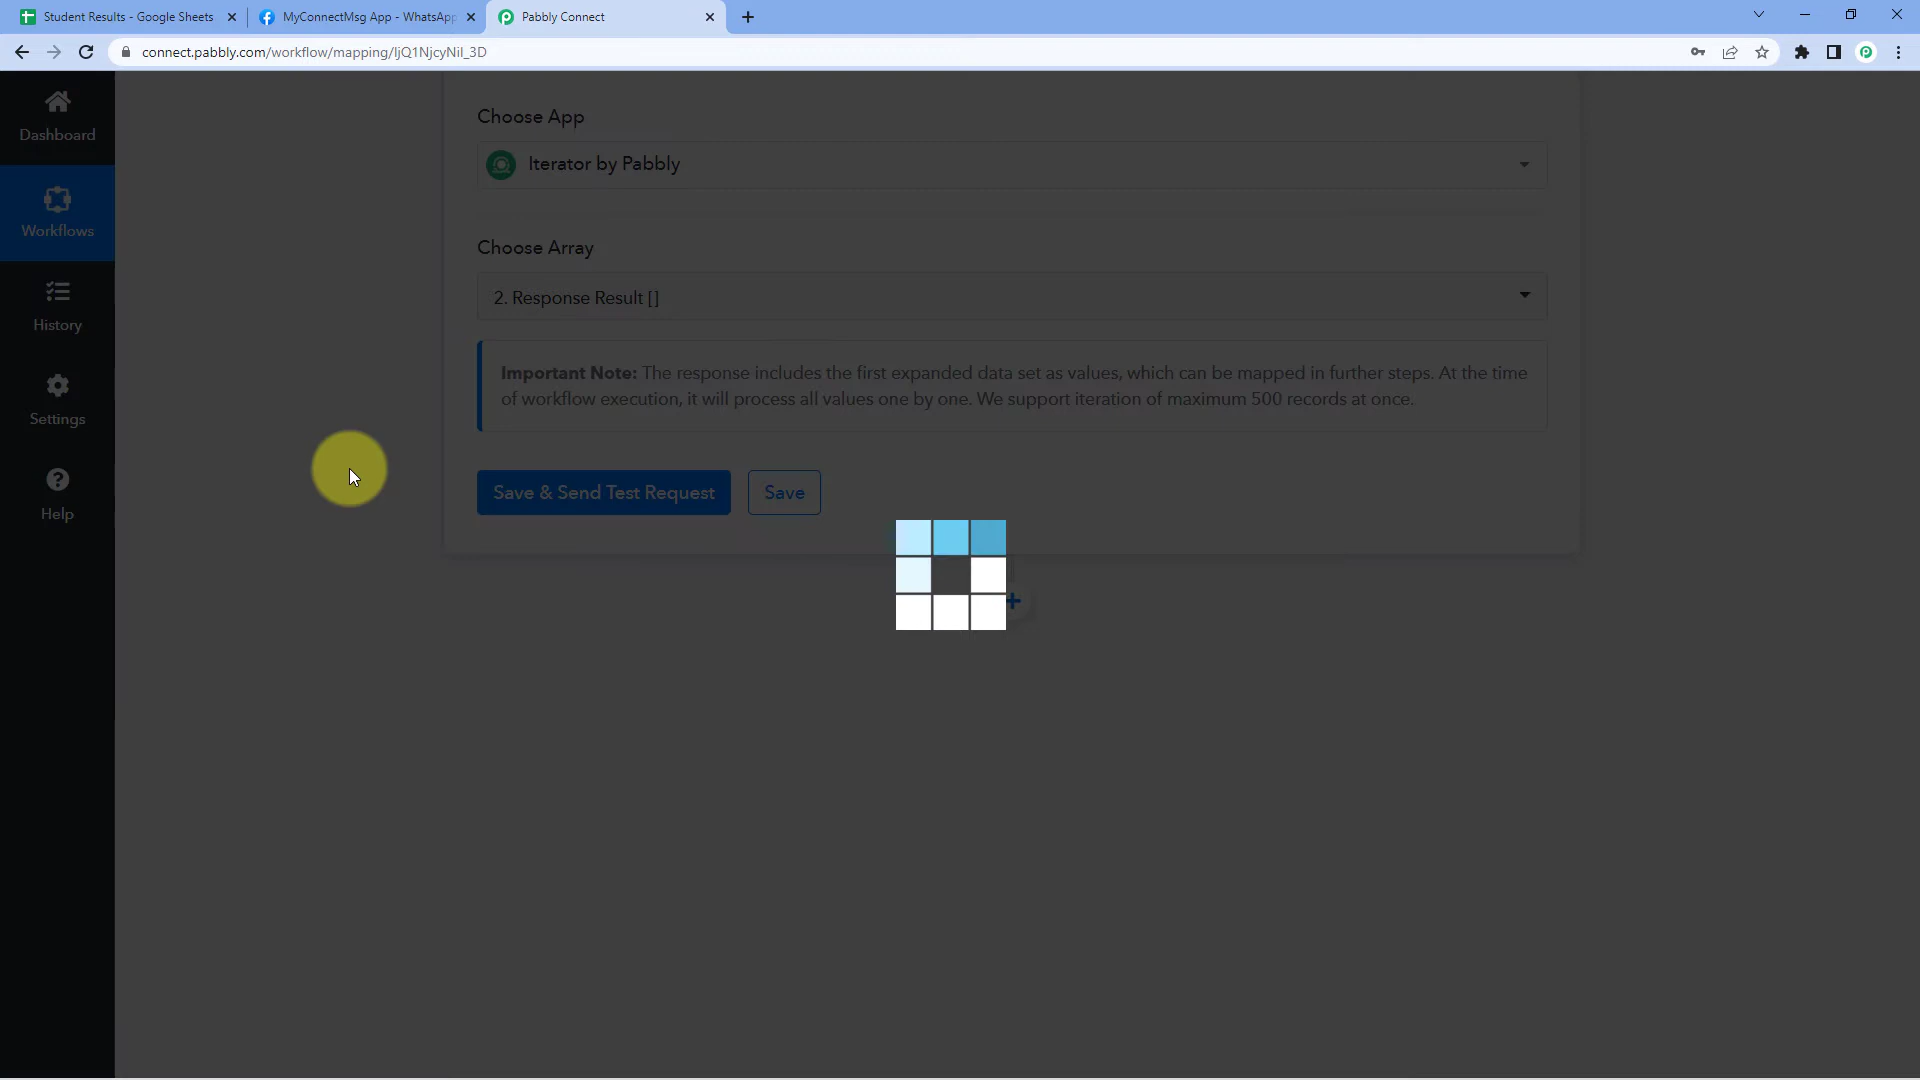 Student Results - Google Sheets
MyConnectMsg App - WhatsApp
Pabbly Connect
connect.pabbly.com/workflow/mapping/IjQ1NjcyNiI_3D
Dashboard
Workflows
History
Settings
Help
Choose App
Iterator by Pabbly
Choose Array
2. Response Result []
Important Note: The response includes the first expanded data set as values, which can be mapped in further steps. At the time
of workflow execution, it will process all values one by one. We support iteration of maximum 500 records at once.
Save & Send Test Request
Save